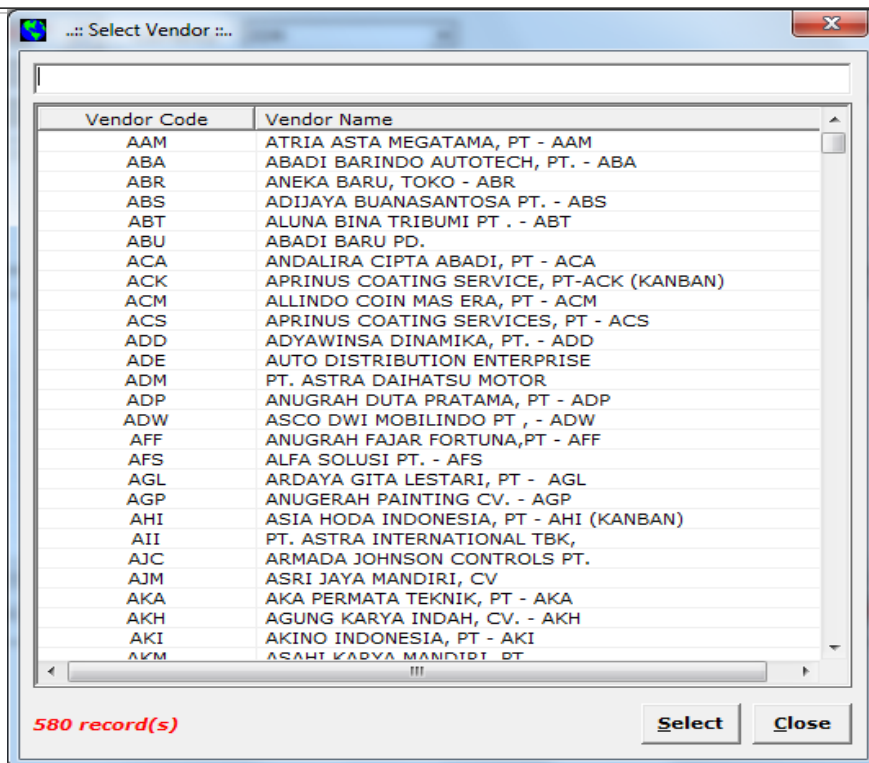 ..:: Select Vendor ::..
Vendor Code Vendor Name
AAM ATRIA ASTA MEGATAMA, PT - AAM
ABA ABADI BARINDO AUTOTECH, PT. - ABA
ABR ANEKA BARU, TOKO - ABR
ABS ADIJAYA BUANASANTOSA PT. - ABS
ABT ALUNA BINA TRIBUMI PT . - ABT
ABU ABADI BARU PD.
ACA ANDALIRA CIPTA ABADI, PT - ACA
ACK APRINUS COATING SERVICE, PT-ACK (KANBAN)
ACM ALLINDO COIN MAS ERA, PT - ACM
ACS APRINUS COATING SERVICES, PT - ACS
ADD ADYAWINSA DINAMIKA, PT. - ADD
ADE AUTO DISTRIBUTION ENTERPRISE
ADM PT. ASTRA DAIHATSU MOTOR
ADP ANUGRAH DUTA PRATAMA, PT - ADP
ADW ASCO DWI MOBILINDO PT , - ADW
AFF ANUGRAH FAJAR FORTUNA,PT - AFF
AFS ALFA SOLUSI PT. - AFS
AGL ARDAYA GITA LESTARI, PT -  AGL
AGP ANUGERAH PAINTING CV. - AGP
AHI ASIA HODA INDONESIA, PT - AHI (KANBAN)
AII PT. ASTRA INTERNATIONAL TBK,
AJC ARMADA JOHNSON CONTROLS PT.
AJM ASRI JAYA MANDIRI, CV
AKA AKA PERMATA TEKNIK, PT - AKA
AKH AGUNG KARYA INDAH, CV. - AKH
AKI AKINO INDONESIA, PT - AKI
AKM ASAHI KARYA MANDIRI PT
580 record(s) Select Close